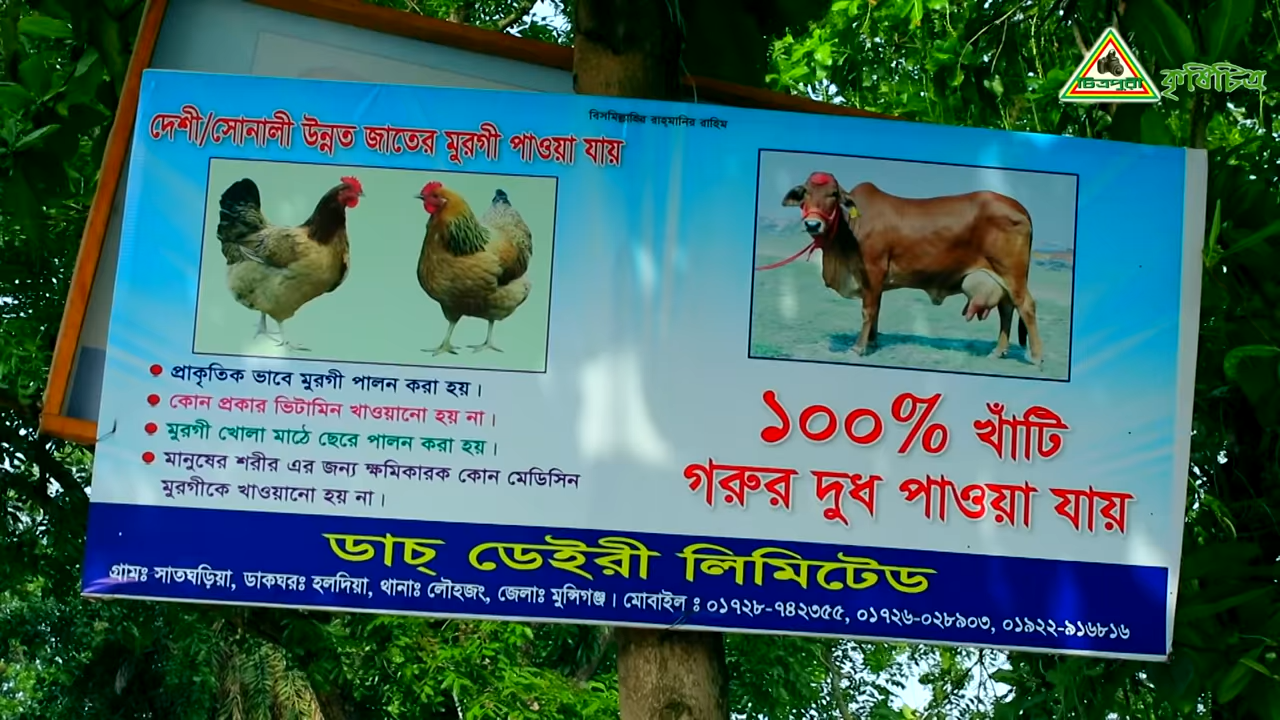 চিত্রপুরী
কৃষিচিত্র
বিসমিল্লাহির রাহমানির রাহিম
দেশী/সোনালী উন্নত জাতের মুরগী পাওয়া যায়
প্রাকৃতিক ভাবে মুরগী পালন করা হয়।
কোন প্রকার ভিটামিন খাওয়ানো হয় না।
মুরগী খোলা মাঠে ছেরে পালন করা হয়।
মানুষের শরীর এর জন্য ক্ষমিকারক কোন মেডিসিন
মুরগীকে খাওয়ানো হয় না।
১০০% খাঁটি
গরুর দুধ পাওয়া যায়
ডাচ্ ডেইরী লিমিটেড
গ্রামঃ সাতঘড়িয়া, ডাকঘরঃ হলদিয়া, থানাঃ লৌহজং, জেলাঃ মুন্সিগঞ্জ। মোবাইল ঃ ০১৭২৮-৭৪২৩৫৫, ০১৭২৬-০২৮৯০৩, ০১৯২২-৯১৬৮১৬